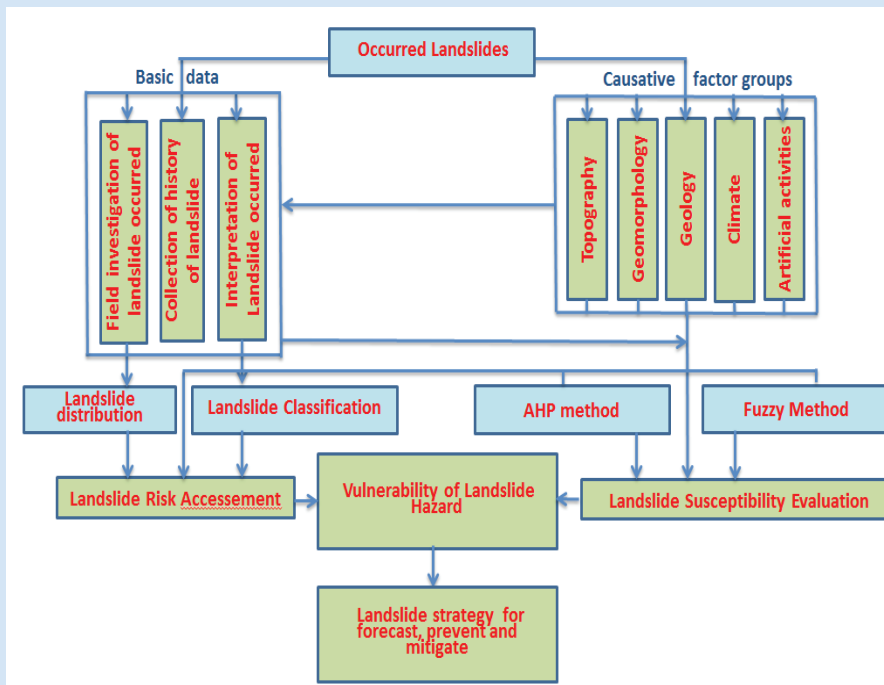 Occurred Landslides
Basic data
Causative factor groups
Field investigation of
landslide occurred
Collection of history
of landslide
Interpretation of
Landslide occurred
Topography
Geomorphology
Geology
Climate
Artificial activities
Landslide
distribution
Landslide Classification
AHP method
Fuzzy Method
Landslide Risk Accessement
Vulnerability of Landslide
Hazard
Landslide Susceptibility Evaluation
Landslide strategy for
forecast, prevent and
mitigate